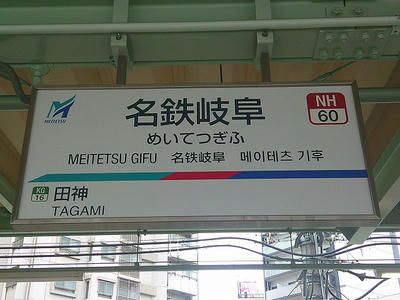 MEITETSU
名鉄岐阜
NH
60
めいてつぎふ
MEITETSU GIFU 名鉄岐阜 메이테츠 기후
KG
16
田神
TAGAMI